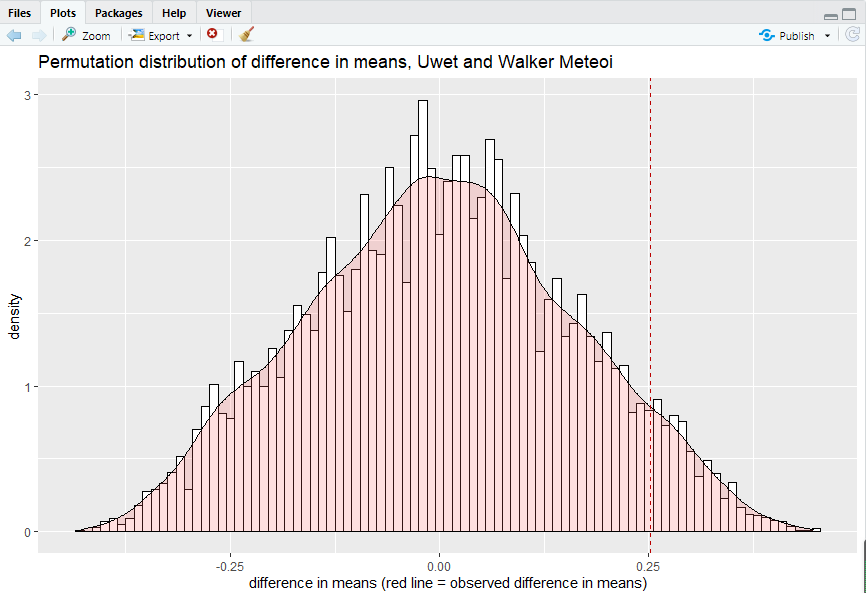 Files Plots Packages Help Viewer
Zoom Export Publish
Permutation distribution of difference in means, Uwet and Walker Meteoi
3
2
1
0
density
-0.25 0.00 0.25
difference in means (red line = observed difference in means)